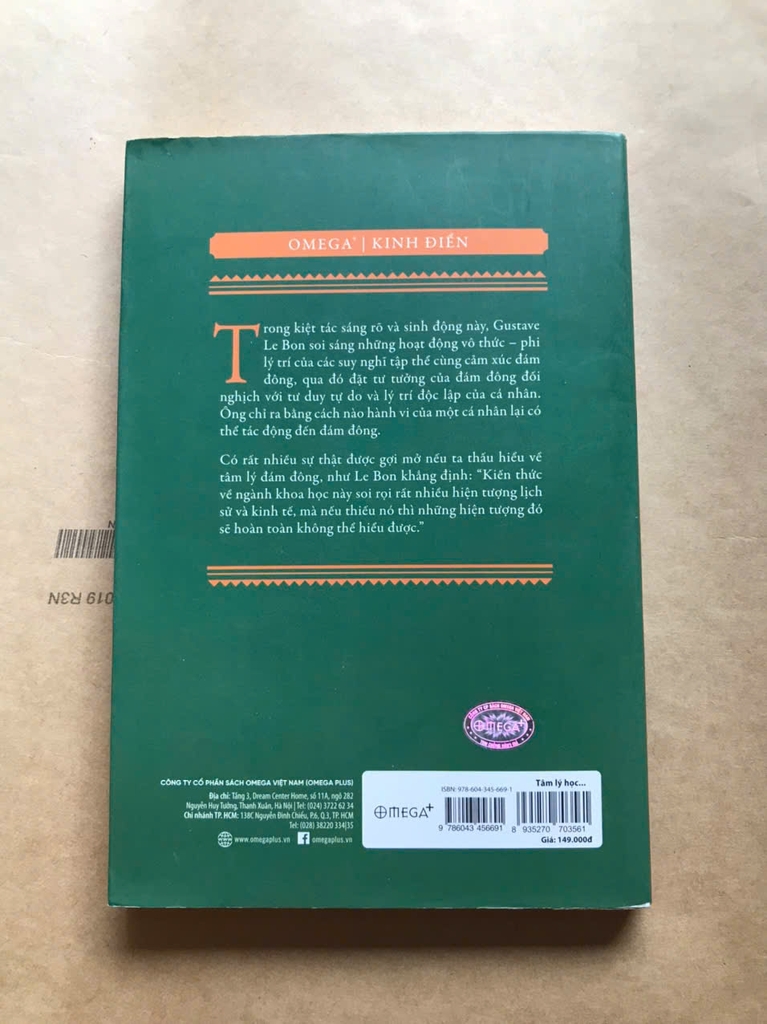 OMEGA⁺ | KINH ĐIỂN
Trong kiệt tác sáng rõ và sinh động này, Gustave
Le Bon soi sáng những hoạt động vô thức – phi
lý trí của các suy nghĩ tập thể cùng cảm xúc đám
đông, qua đó đặt tư tưởng của đám đông đối
nghịch với tư duy tự do và lý trí độc lập của cá nhân.
Ông chỉ ra bằng cách nào hành vi của một cá nhân lại có
thể tác động đến đám đông.
Có rất nhiều sự thật được gợi mở nếu ta thấu hiểu về
tâm lý đám đông, như Le Bon khẳng định: “Kiến thức
về ngành khoa học này soi rọi rất nhiều hiện tượng lịch
sử và kinh tế, mà nếu thiếu nó thì những hiện tượng đó
sẽ hoàn toàn không thể hiểu được.”
019 R3N
OMEGA+
CÔNG TY CỔ PHẦN SÁCH OMEGA VIỆT NAM (OMEGA PLUS)
Địa chỉ: Tầng 3, Dream Center Home, số 11A, ngõ 282
Nguyễn Huy Tưởng, Thanh Xuân, Hà Nội | Tel: (024) 3722 62 34
Chi nhánh TP. HCM: 138C Nguyễn Đình Chiểu, P.6, Q.3, TP. HCM
Tel: (028) 38220 334|35
www.omegaplus.vn omegaplus.vn
OMEGA+
ISBN: 978-604-345-669-1
9 786043 456691
Tâm lý học...
8 935270 703561
Giá: 149.000đ